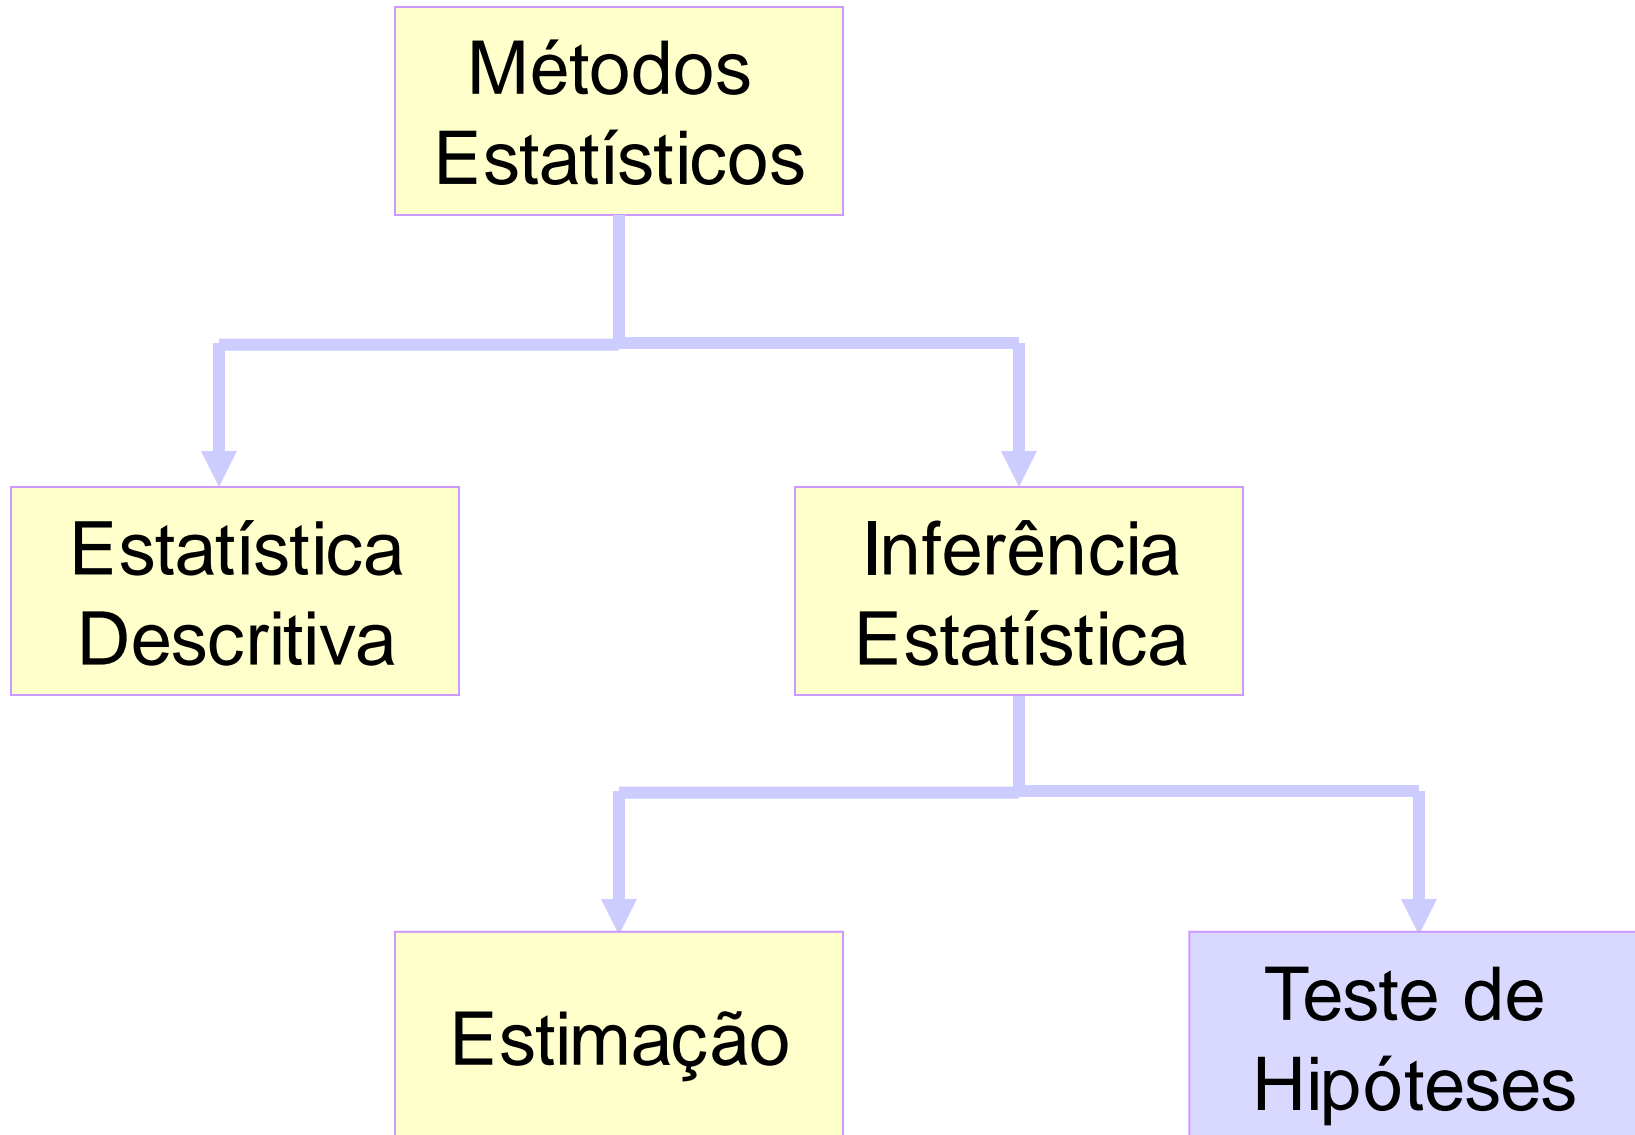 Métodos
Estatísticos
Estatística
Descritiva
Inferência
Estatística
Estimação
Teste de
Hipóteses